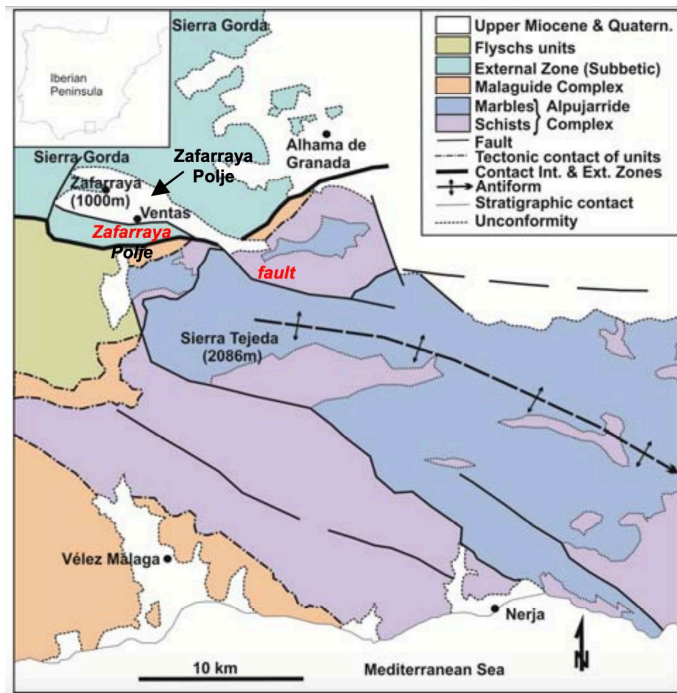 Sierra Gorda
Iberian
Peninsula
Upper Miocene & Quatern.
Flyschs units
External Zone (Subbetic)
Malaguide Complex
Marbles
Alpujarride
Schists
Complex
Fault
Tectonic contact of units
Contact Int. & Ext. Zones
Antiform
Stratigraphic contact
Unconformity
Alhama de
Granada
Sierra Gorda
Zafarraya
Polje
Zafarraya
(1000m)
Ventas
Zafarraya
Polje
fault
Sierra Tejeda
(2086m)
Vélez Málaga
Nerja
10 km
Mediterranean Sea
N